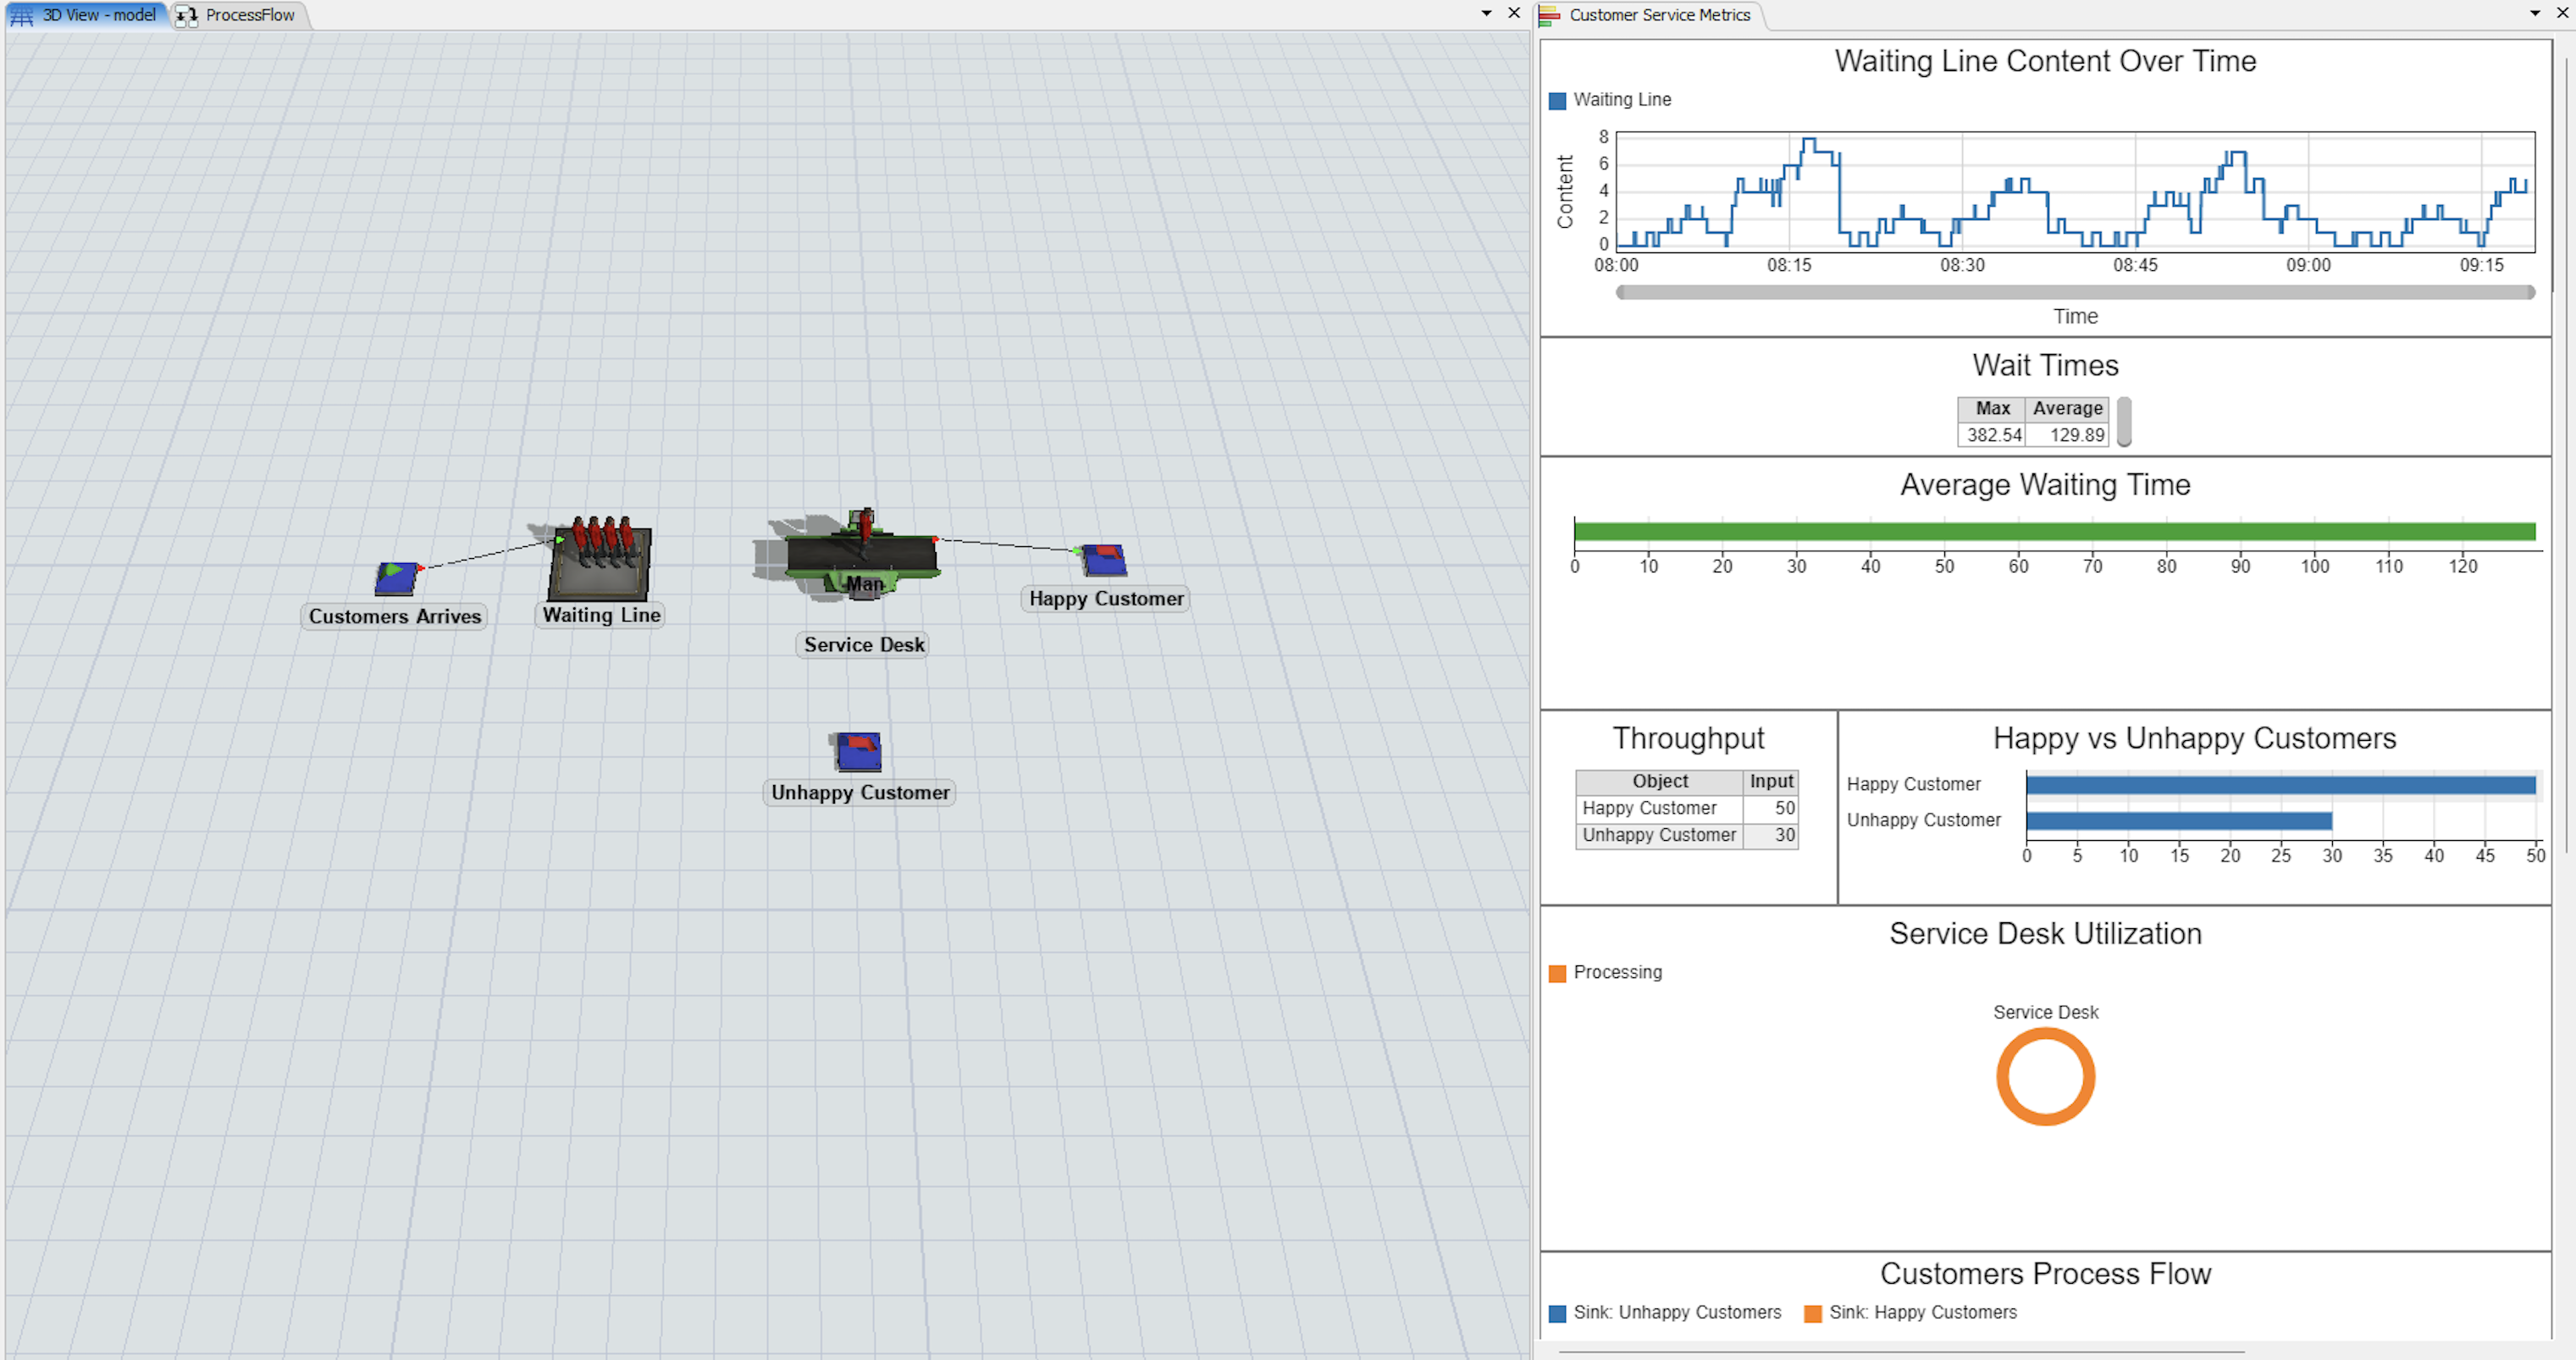 3D View - model
ProcessFlow
Customers Arrives
Waiting Line
Man
Service Desk
Happy Customer
Unhappy Customer
Customer Service Metrics
Waiting Line Content Over Time
Waiting Line
Content
8
6
4
2
0
08:00 08:15 08:30 08:45 09:00 09:15
Time
Wait Times
Max Average
382.54 129.89
Average Waiting Time
0 10 20 30 40 50 60 70 80 90 100 110 120
Throughput
Object Input
Happy Customer 50
Unhappy Customer 30
Happy vs Unhappy Customers
Happy Customer
Unhappy Customer
0 5 10 15 20 25 30 35 40 45 50
Service Desk Utilization
Processing
Service Desk
Customers Process Flow
Sink: Unhappy Customers Sink: Happy Customers